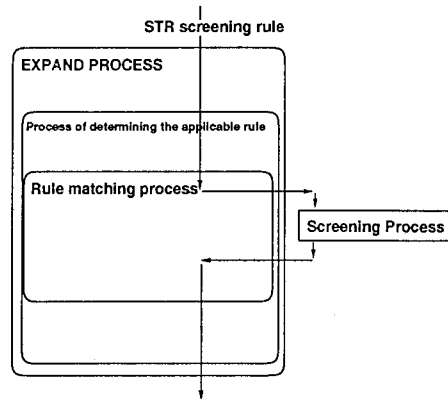 STR screening rule
EXPAND PROCESS
Process of determining the applicable rule
Rule matching process
Screening Process